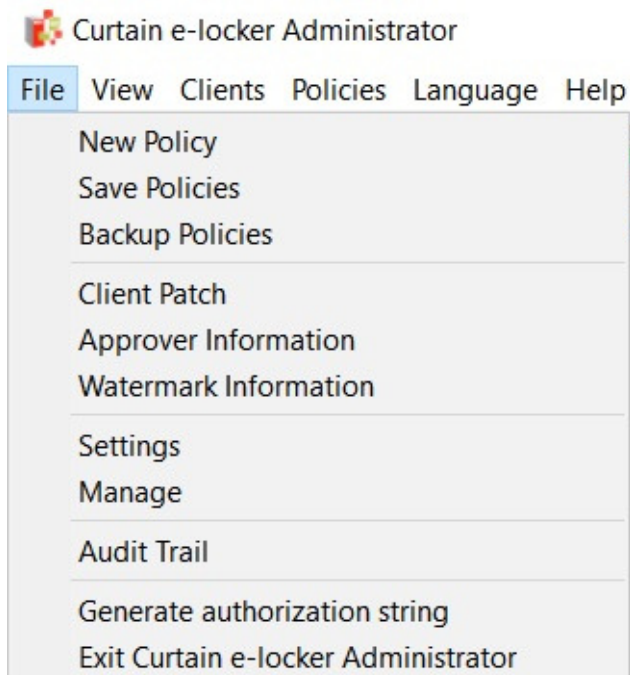 Curtain e-locker Administrator
File View Clients Policies Language Help
New Policy
Save Policies
Backup Policies
Client Patch
Approver Information
Watermark Information
Settings
Manage
Audit Trail
Generate authorization string
Exit Curtain e-locker Administrator